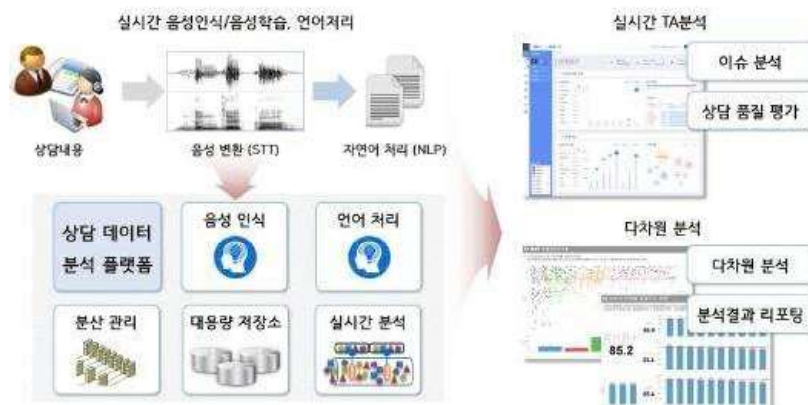 실시간 음성인식/음성학습, 언어처리
상담내용
음성 변환 (STT)
자연어 처리 (NLP)
상담 데이터
분석 플랫폼
음성 인식
언어 처리
분산 관리
대용량 저장소
실시간 분석
실시간 TA분석
이슈 분석
상담 품질 평가
다차원 분석
다차원 분석
분석결과 리포팅
85.2